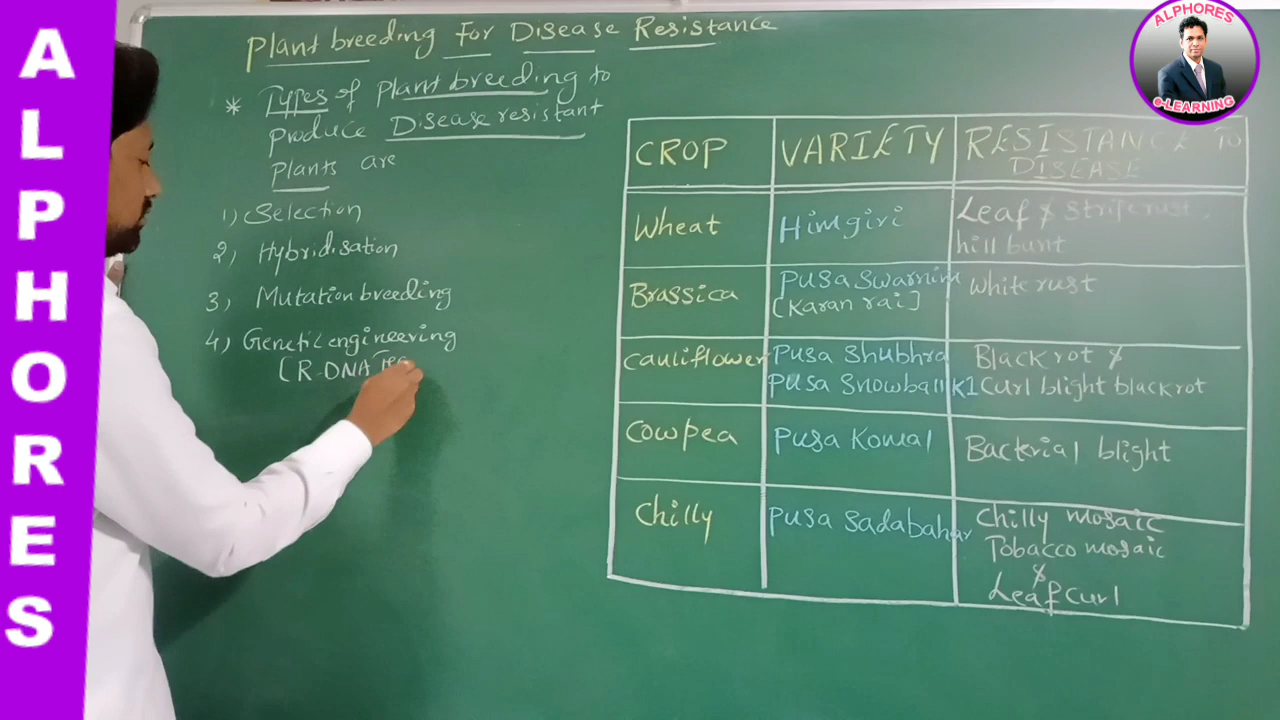 ALPHORES
ALPHORES
e-LEARNING
Plant breeding For Disease Resistance
* Types of Plant breeding to
produce Disease resistant
Plants are
1) Selection
2) Hybridisation
3) Mutation breeding
4) Genetic engineering
(R-DNA
CROP VARIETY RESISTANCE TO
DISEASE
Wheat Himgiri Leaf & Stripe rust,
hill bunt
Brassica Pusa Swarnim White rust
[Karan rai]
Cauliflower Pusa Shubhra Black rot &
Pusa Snowball K1 Curl blight black rot
Cowpea Pusa Komal Bacterial blight
Chilly Pusa Sadabahar Chilly mosaic
Tobacco mosaic
&
Leaf curl